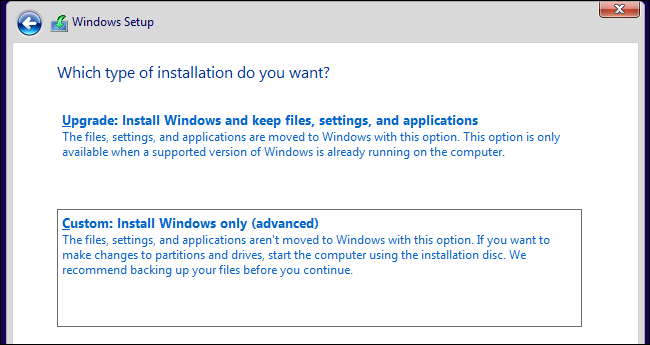 Windows Setup
Which type of installation do you want?
Upgrade: Install Windows and keep files, settings, and applications
The files, settings, and applications are moved to Windows with this option. This option is only
available when a supported version of Windows is already running on the computer.
Custom: Install Windows only (advanced)
The files, settings, and applications aren't moved to Windows with this option. If you want to
make changes to partitions and drives, start the computer using the installation disc. We
recommend backing up your files before you continue.